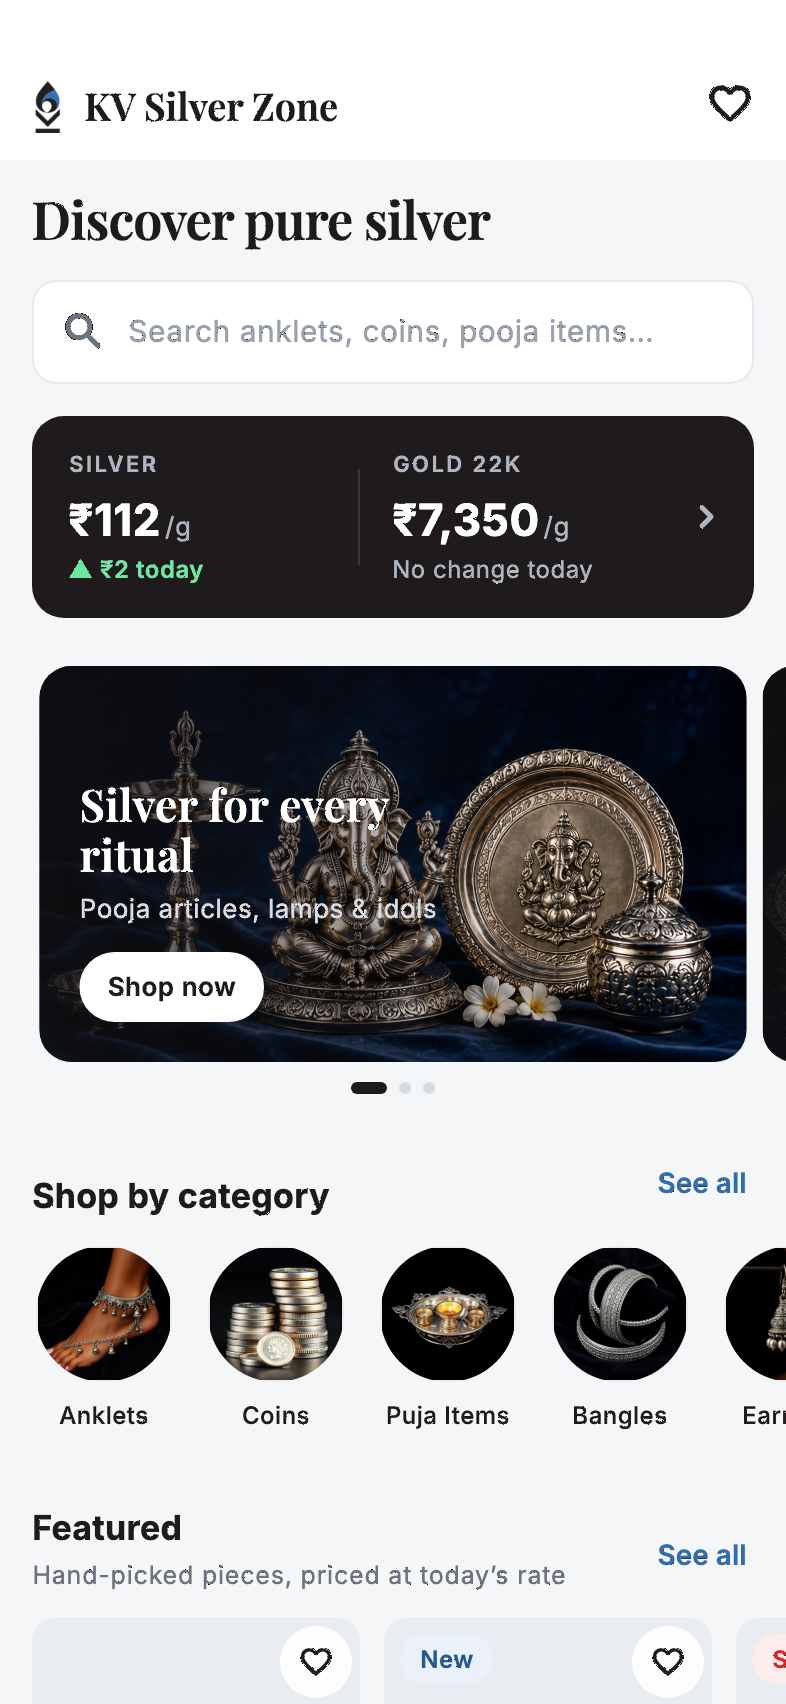 KV Silver Zone
Discover pure silver
Search anklets, coins, pooja items...
SILVER
₹112 /g
▲ ₹2 today
GOLD 22K
₹7,350 /g
No change today
Silver for every
ritual
Pooja articles, lamps & idols
Shop now
Shop by category
See all
Anklets
Coins
Puja Items
Bangles
Featured
See all
Hand-picked pieces, priced at today's rate
New